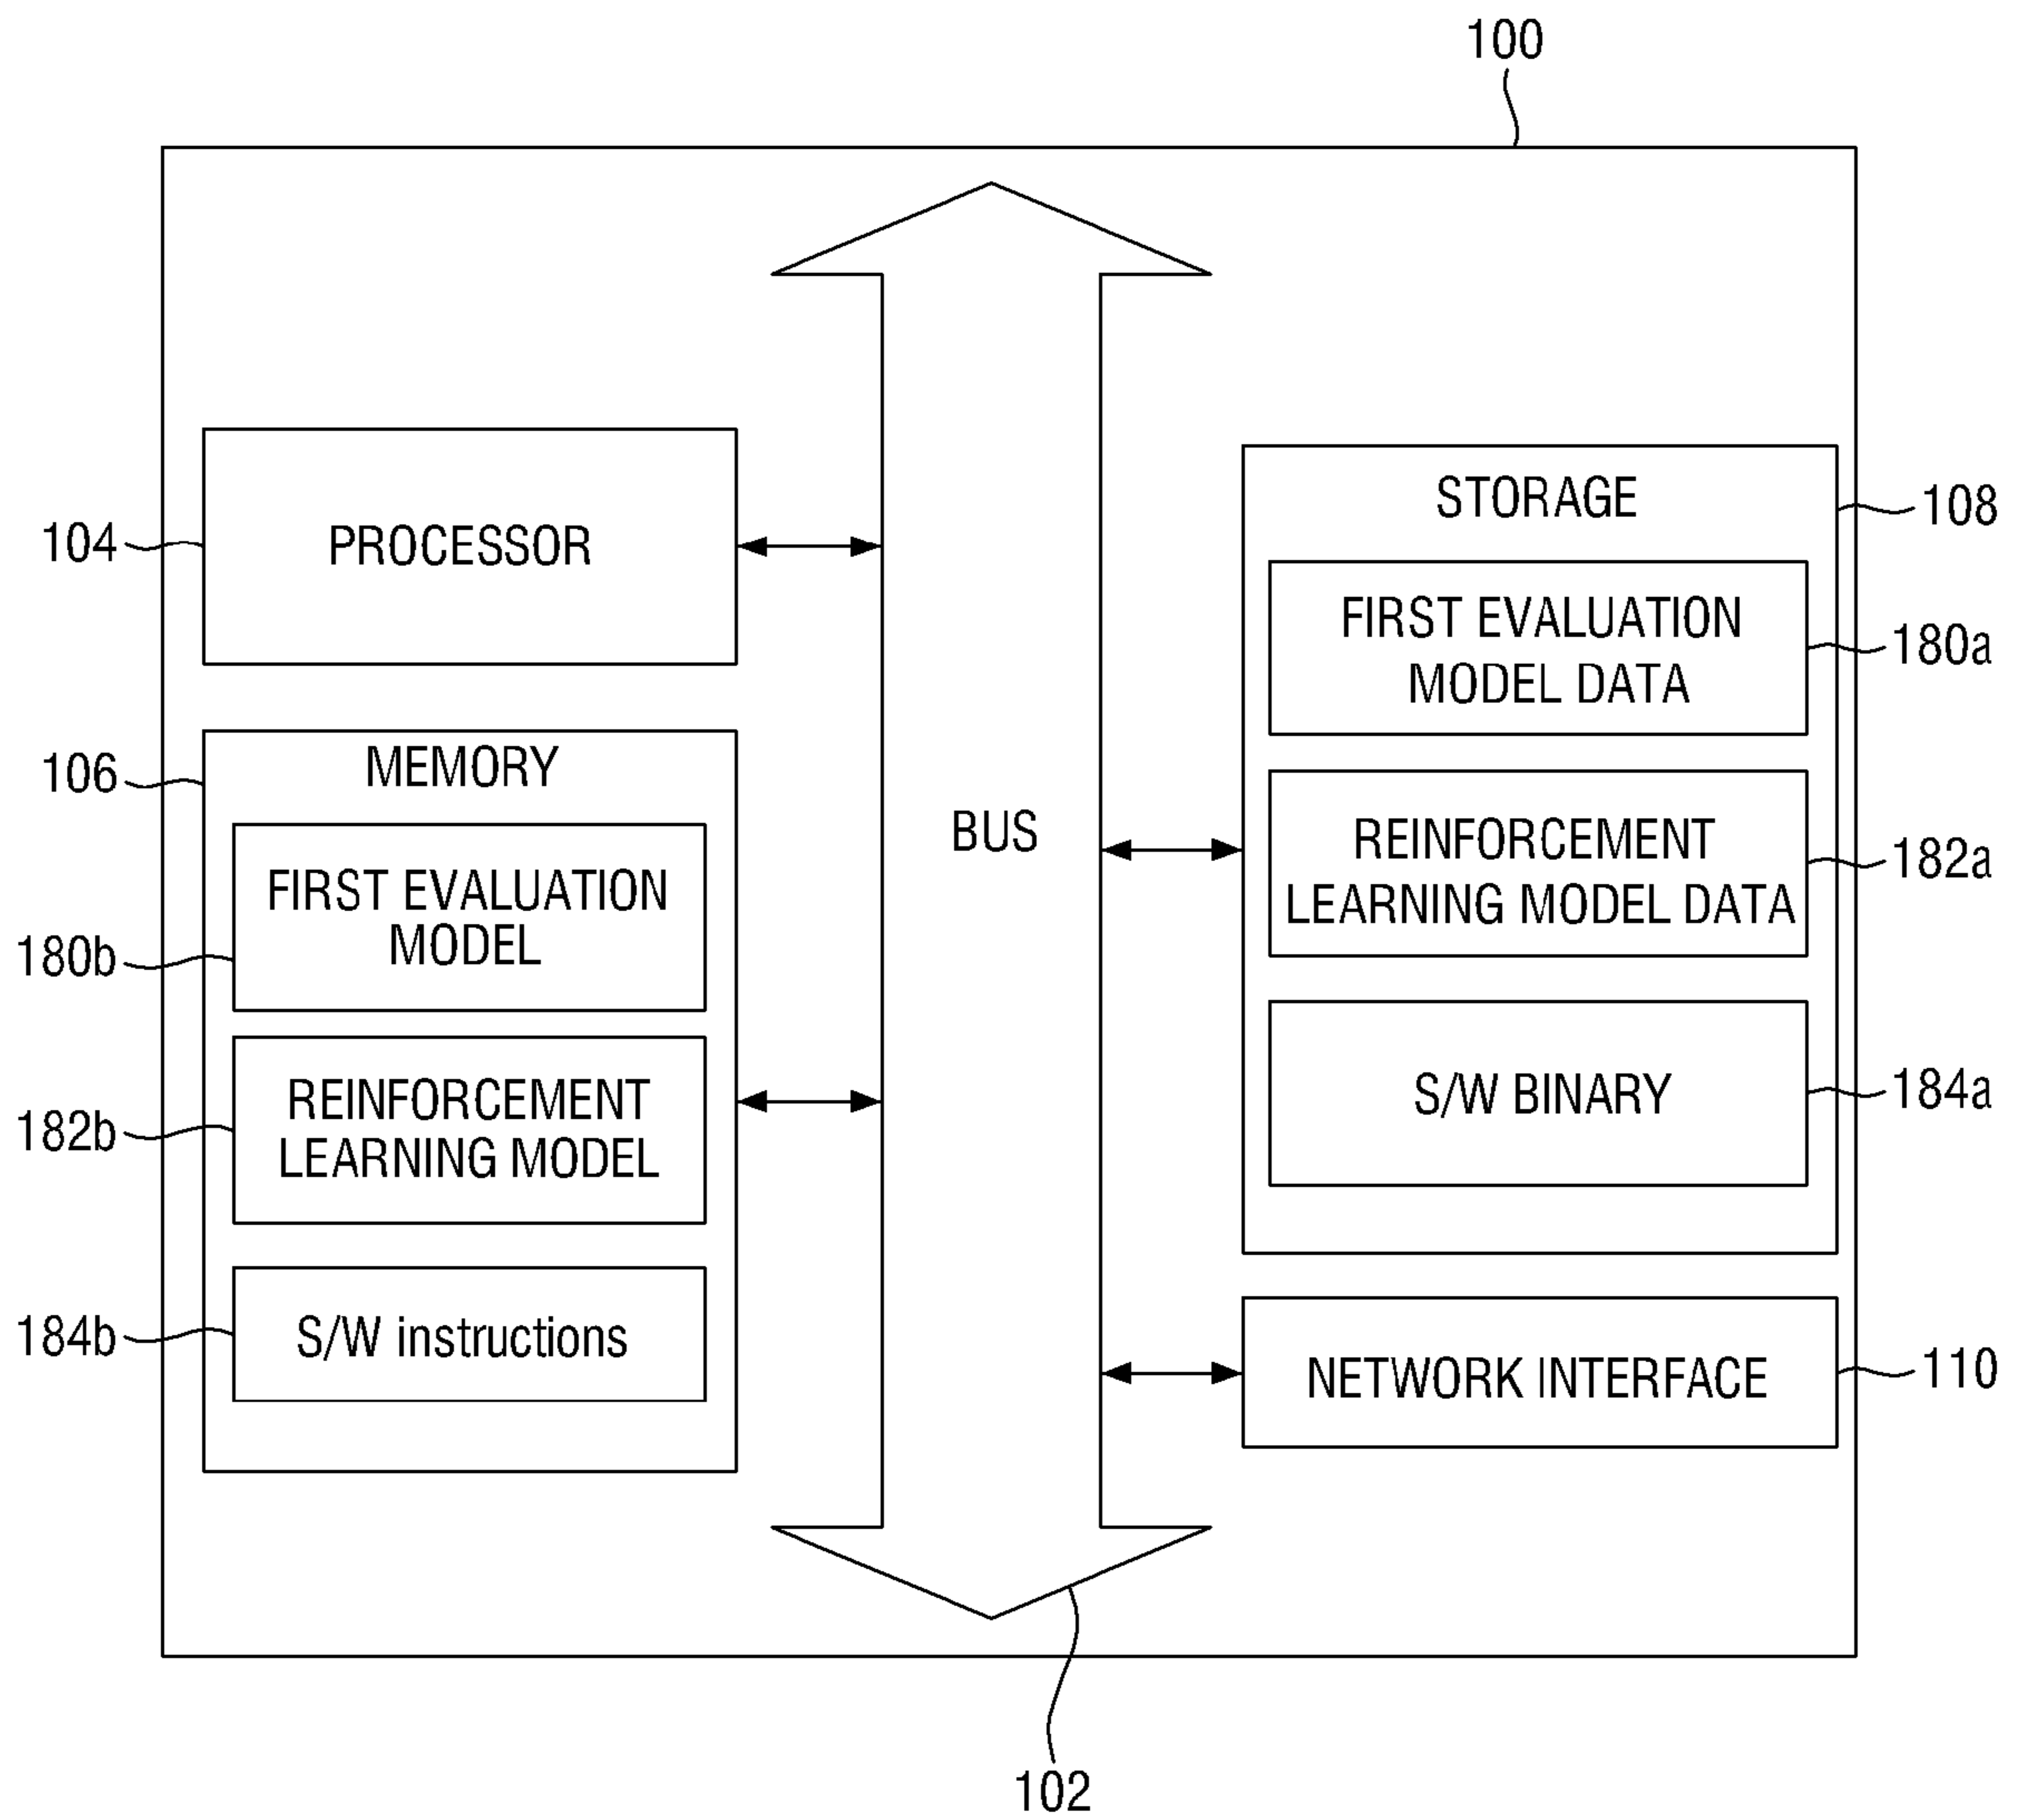 100
104
PROCESSOR
106
MEMORY
FIRST EVALUATION
MODEL
180b
REINFORCEMENT
LEARNING MODEL
182b
S/W instructions
184b
BUS
STORAGE
108
FIRST EVALUATION
MODEL DATA
180a
REINFORCEMENT
LEARNING MODEL DATA
182a
S/W BINARY
184a
NETWORK INTERFACE
110
102